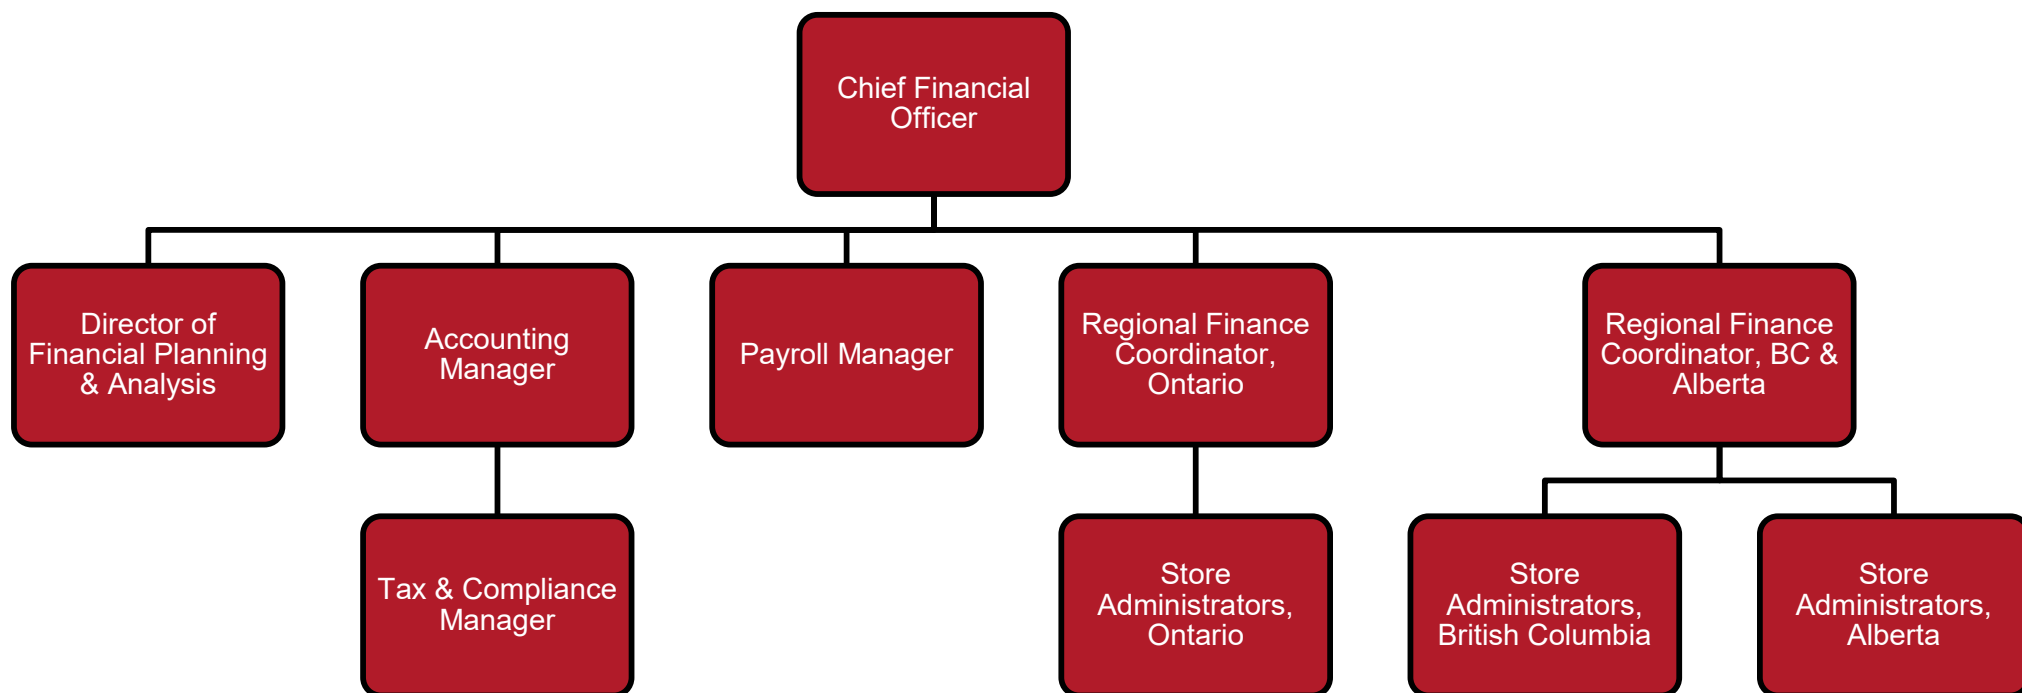 Chief Financial
Officer
Director of
Financial Planning
& Analysis
Accounting
Manager
Payroll Manager
Regional Finance
Coordinator,
Ontario
Regional Finance
Coordinator, BC &
Alberta
Tax & Compliance
Manager
Store
Administrators,
Ontario
Store
Administrators,
British Columbia
Store
Administrators,
Alberta